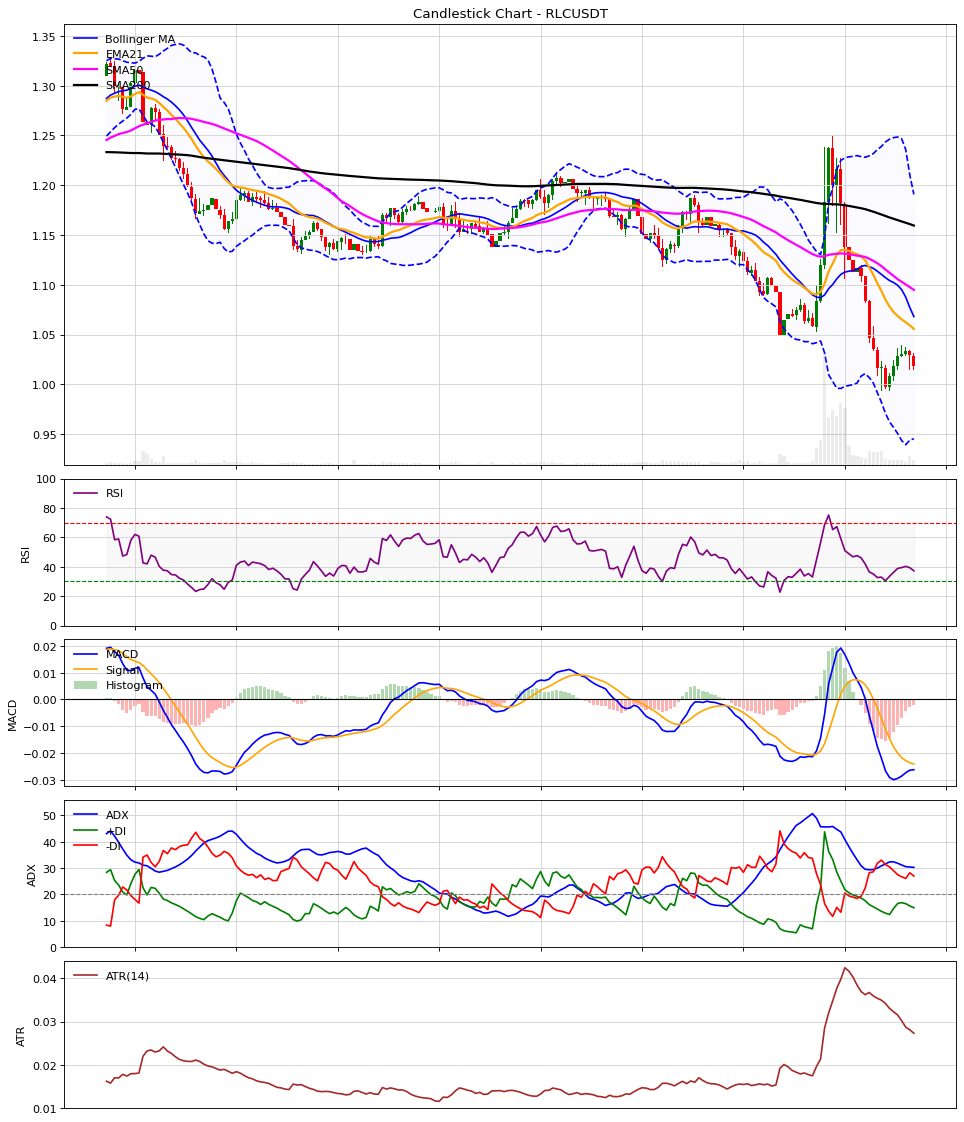 Candlestick Chart - RLCUSDT
1.35
1.30
1.25
1.20
1.15
1.10
1.05
1.00
0.95
Bollinger MA
EMA21
SMA50
SMA200
100
80
60
40
20
0
RSI
RSI
0.02
0.01
0.00
−0.01
−0.02
−0.03
MACD
MACD
Signal
Histogram
50
40
30
20
10
0
ADX
ADX
+DI
-DI
0.04
0.03
0.02
0.01
ATR
ATR(14)